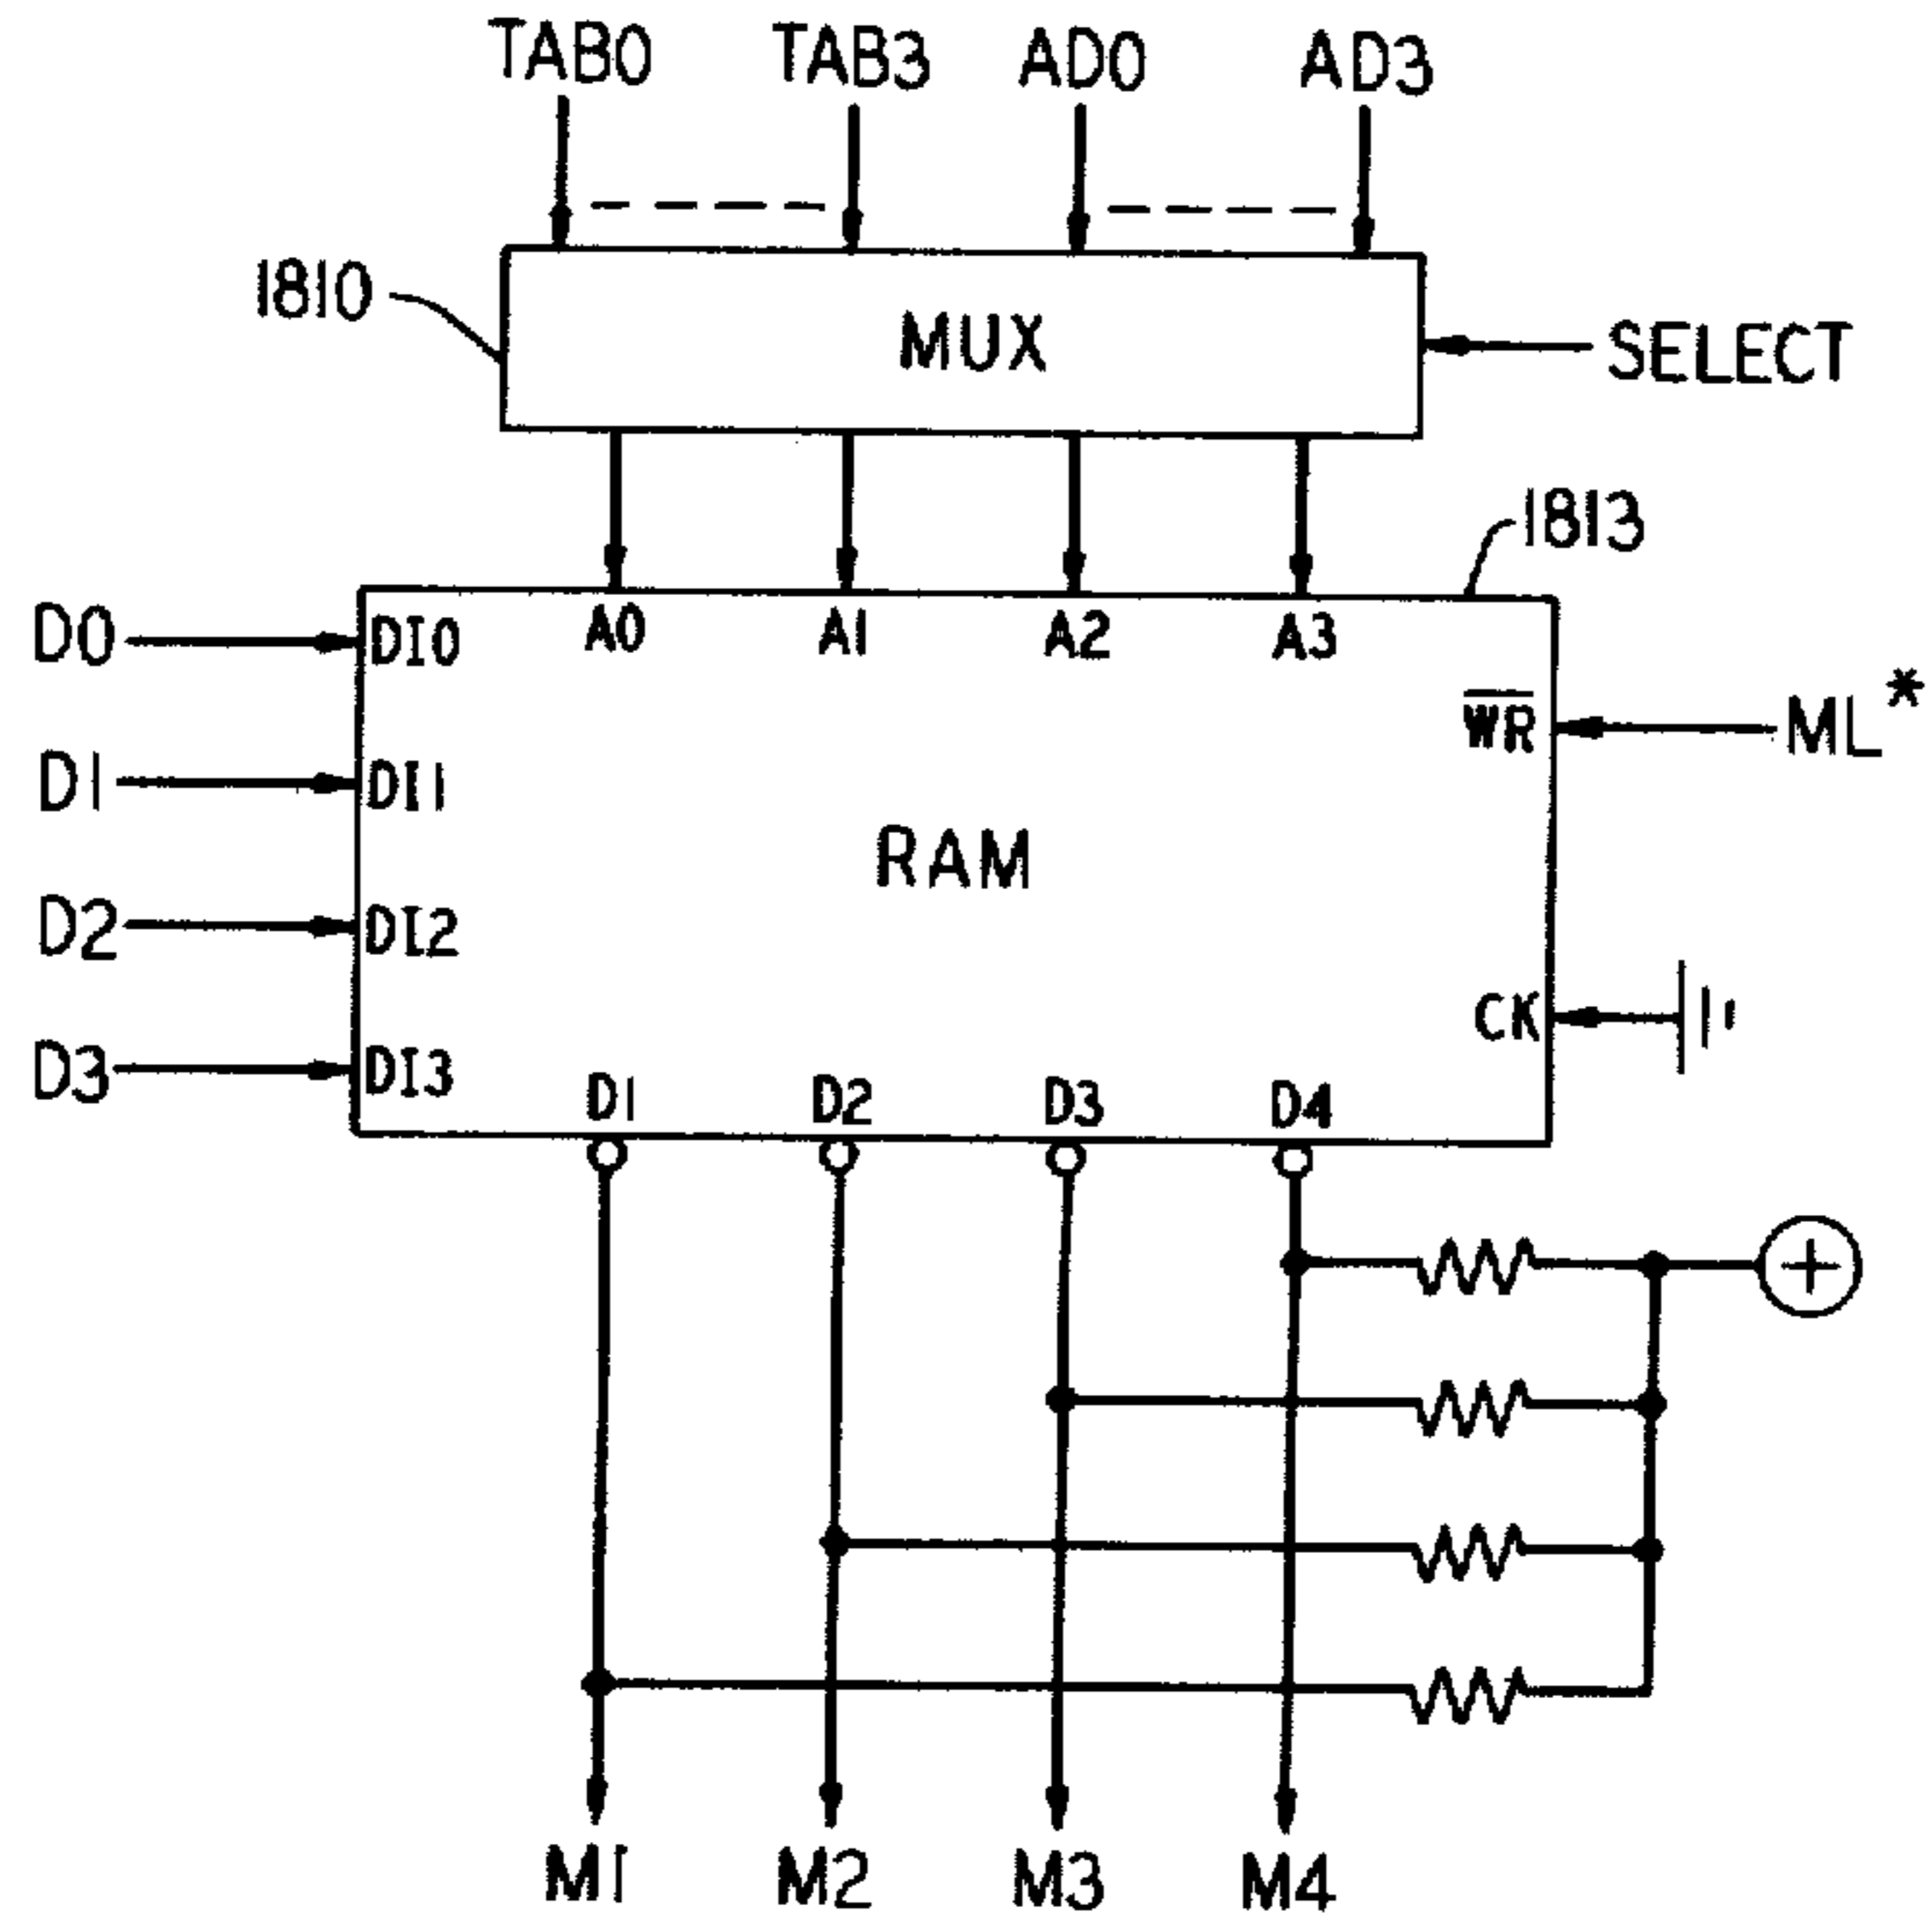 TAB0 TAB3 AD0 AD3
1810
MUX
SELECT
1813
D0 DI0 A0 A1 A2 A3
WR ML*
D1 DI1
RAM
D2 DI2
CK
D3 DI3
D1 D2 D3 D4
+
M1 M2 M3 M4